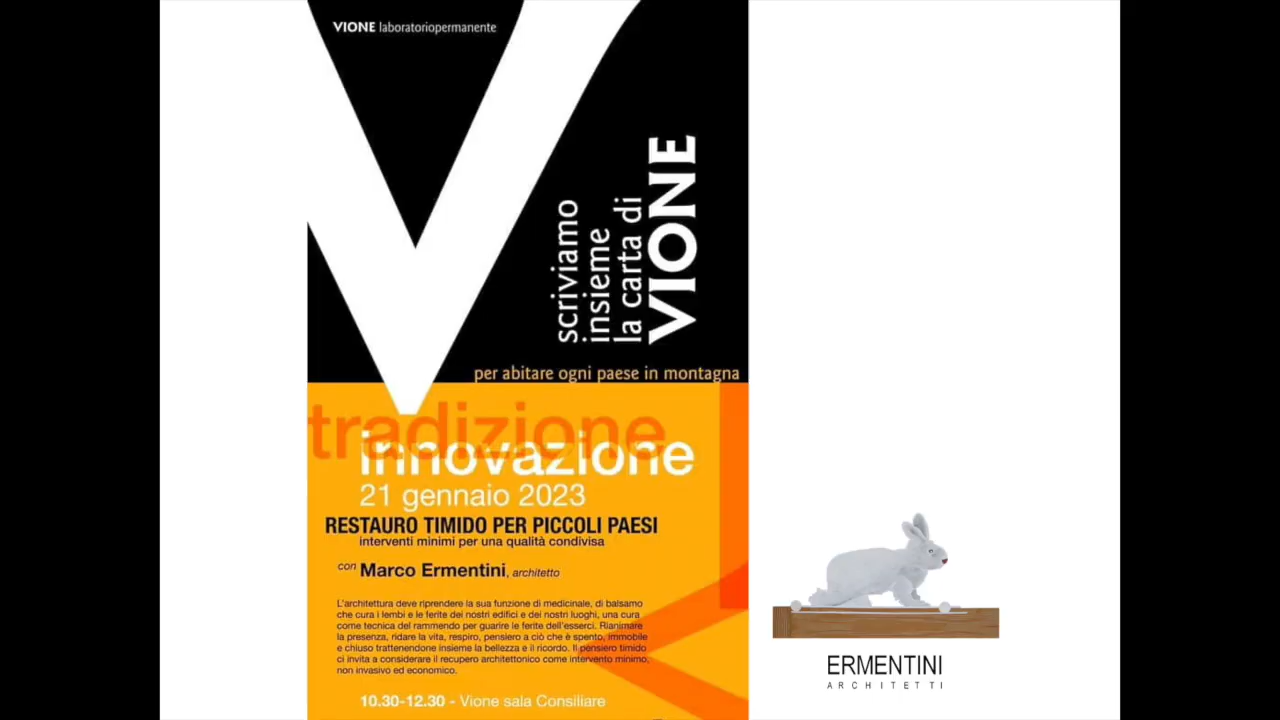 VIONE laboratoriopermanente
scriviamo
insieme
la carta di
VIONE
per abitare ogni paese in montagna
tradizione
innovazione
21 gennaio 2023
RESTAURO TIMIDO PER PICCOLI PAESI
interventi minimi per una qualità condivisa
con Marco Ermentini, architetto
L'architettura deve riprendere la sua funzione di medicinale, di balsamo
che cura i lembi e le ferite dei nostri edifici e dei nostri luoghi, una cura
come tecnica del rammendo per guarire le ferite dell'esserci. Rianimare
la presenza, ridare la vita, respiro, pensiero a ciò che è spento, immobile
e chiuso trattenendone insieme la bellezza e il ricordo. Il pensiero timido
ci invita a considerare il recupero architettonico come intervento minimo,
non invasivo ed economico.
10.30-12.30 - Vione sala Consiliare
ERMENTINI
ARCHITETTI